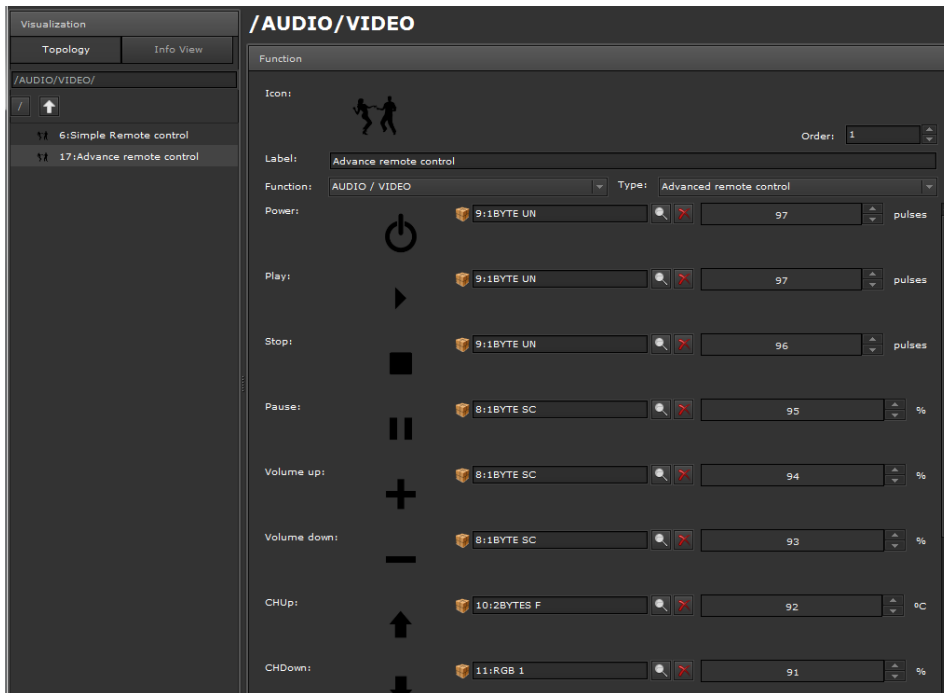 Visualization
Topology Info View
/AUDIO/VIDEO/
/
6:Simple Remote control
17:Advance remote control
/AUDIO/VIDEO
Function
Icon:
Order: 1
Label: Advance remote control
Function: AUDIO / VIDEO Type: Advanced remote control
Power: 9:1BYTE UN 97 pulses
Play: 9:1BYTE UN 97 pulses
Stop: 9:1BYTE UN 96 pulses
Pause: 8:1BYTE SC 95 %
Volume up: 8:1BYTE SC 94 %
Volume down: 8:1BYTE SC 93 %
CHUp: 10:2BYTES F 92 ºC
CHDown: 11:RGB 1 91 %